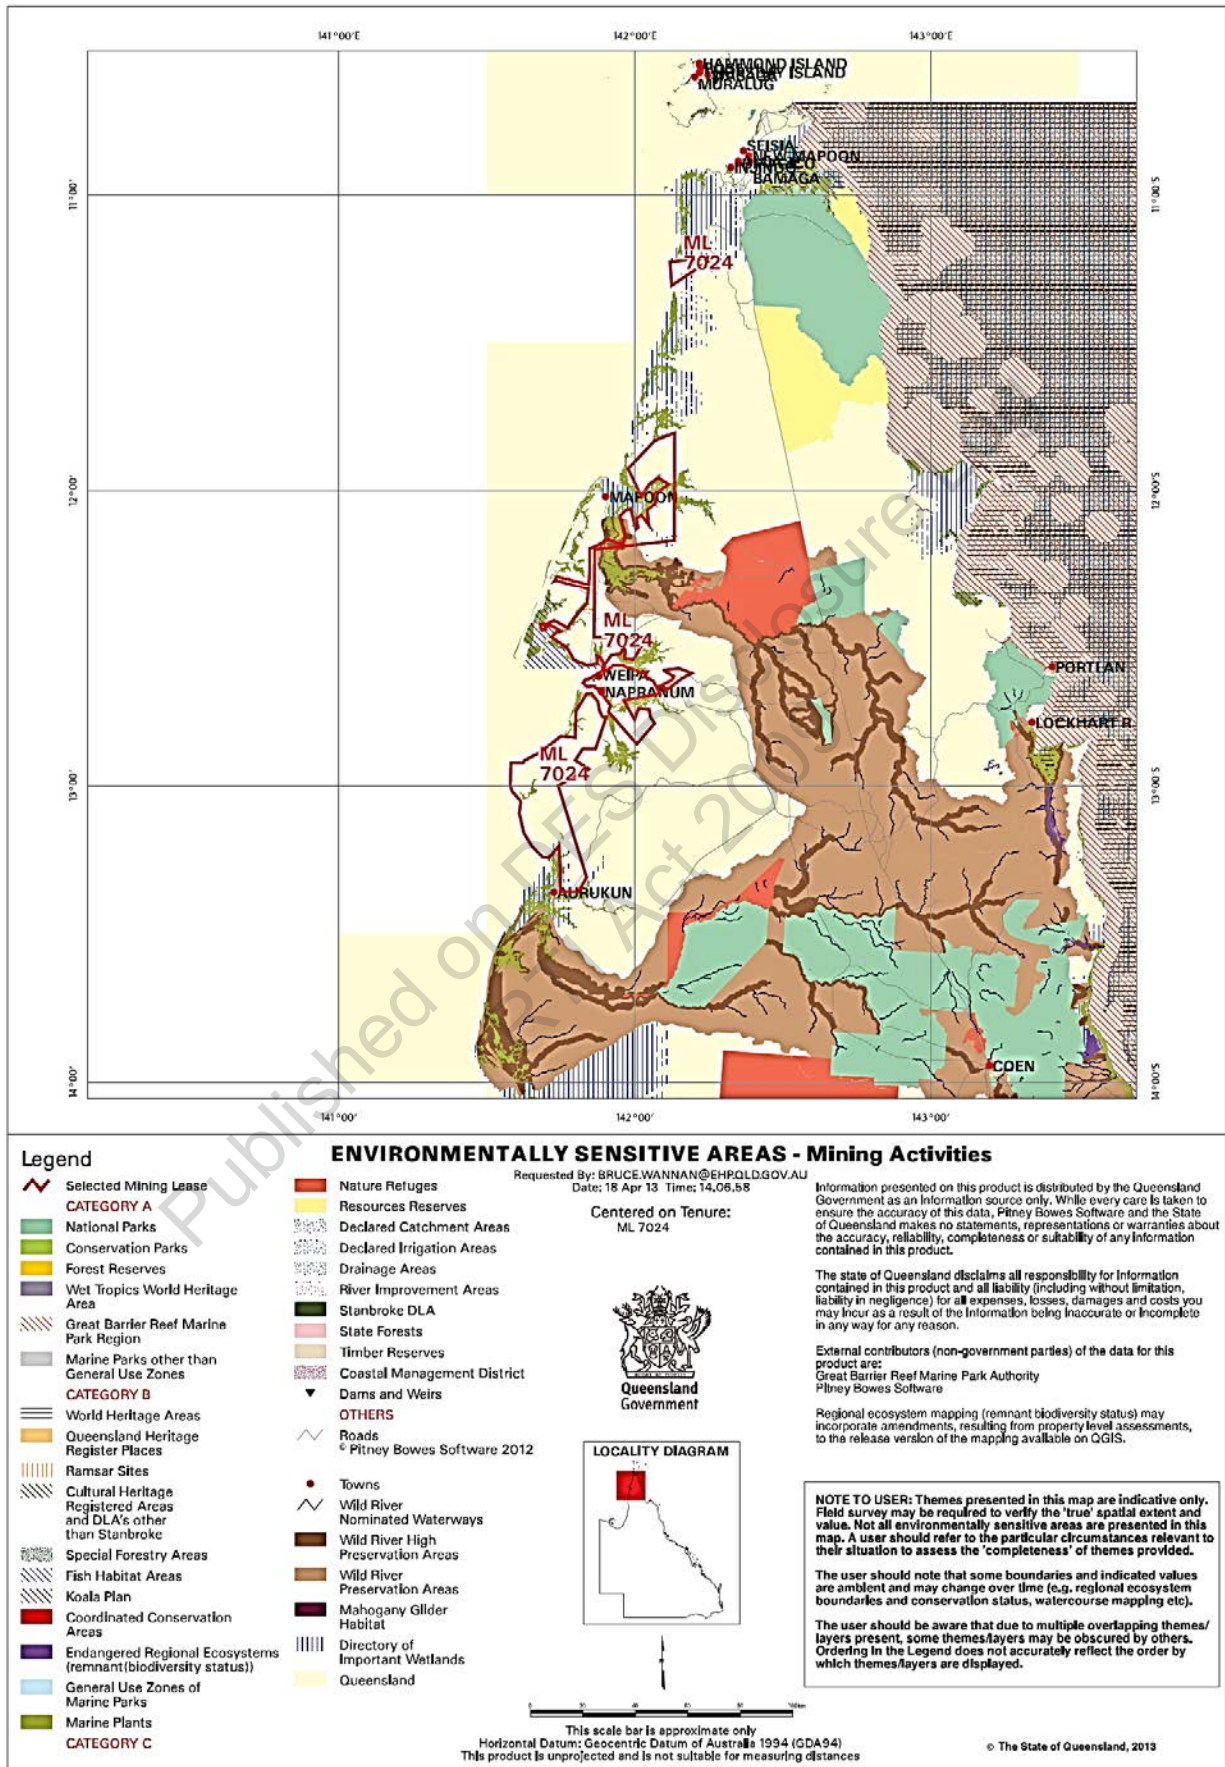 141°00'E
142°00'E
143°00'E
HAMMOND ISLAND
MURALUG
SEISIA
NEW MAPOON
INJINOO
BAMAGA
11°00'
11°00'S
ML
7024
12°00'
12°00'S
MAPOON
ML
7024
WEIPA
NAPRANUM
PORTLAN
LOCKHART R
ML
7024
13°00'
13°00'S
AURUKUN
COEN
14°00'
14°00'S
141°00'
142°00'
143°00'
Published on DES Disclosure
RTI Act 2009
Legend
Selected Mining Lease
CATEGORY A
National Parks
Conservation Parks
Forest Reserves
Wet Tropics World Heritage
Area
Great Barrier Reef Marine
Park Region
Marine Parks other than
General Use Zones
CATEGORY B
World Heritage Areas
Queensland Heritage
Register Places
Ramsar Sites
Cultural Heritage
Registered Areas
and DLA's other
than Stanbroke
Special Forestry Areas
Fish Habitat Areas
Koala Plan
Coordinated Conservation
Areas
Endangered Regional Ecosystems
(remnant(biodiversity status))
General Use Zones of
Marine Parks
Marine Plants
CATEGORY C
Nature Refuges
Resources Reserves
Declared Catchment Areas
Declared Irrigation Areas
Drainage Areas
River Improvement Areas
Stanbroke DLA
State Forests
Timber Reserves
Coastal Management District
Dams and Weirs
OTHERS
Roads
© Pitney Bowes Software 2012
Towns
Wild River
Nominated Waterways
Wild River High
Preservation Areas
Wild River
Preservation Areas
Mahogany Glider
Habitat
Directory of
Important Wetlands
Queensland
ENVIRONMENTALLY SENSITIVE AREAS - Mining Activities
Requested By: BRUCE.WANNAN@EHP.QLD.GOV.AU
Date: 18 Apr 13 Time: 14.06.58
Centered on Tenure:
ML 7024
Queensland
Government
LOCALITY DIAGRAM
Information presented on this product is distributed by the Queensland
Government as an information source only. While every care is taken to
ensure the accuracy of this data, Pitney Bowes Software and the State
of Queensland makes no statements, representations or warranties about
the accuracy, reliability, completeness or suitability of any information
contained in this product.
The state of Queensland disclaims all responsibility for information
contained in this product and all liability (including without limitation,
liability in negligence) for all expenses, losses, damages and costs you
may incur as a result of the information being inaccurate or incomplete
in any way for any reason.
External contributors (non-government parties) of the data for this
product are:
Great Barrier Reef Marine Park Authority
Pitney Bowes Software
Regional ecosystem mapping (remnant biodiversity status) may
incorporate amendments, resulting from property level assessments,
to the release version of the mapping available on QGIS.
NOTE TO USER: Themes presented in this map are indicative only.
Field survey may be required to verify the 'true' spatial extent and
value. Not all environmentally sensitive areas are presented in this
map. A user should refer to the particular circumstances relevant to
their situation to assess the 'completeness' of themes provided.
The user should note that some boundaries and indicated values
are ambient and may change over time (e.g. regional ecosystem
boundaries and conservation status, watercourse mapping etc).
The user should be aware that due to multiple overlapping themes/
layers present, some themes/layers may be obscured by others.
Ordering in the Legend does not accurately reflect the order by
which themes/layers are displayed.
This scale bar is approximate only
Horizontal Datum: Geocentric Datum of Australia 1994 (GDA94)
This product is unprojected and is not suitable for measuring distances
© The State of Queensland, 2013